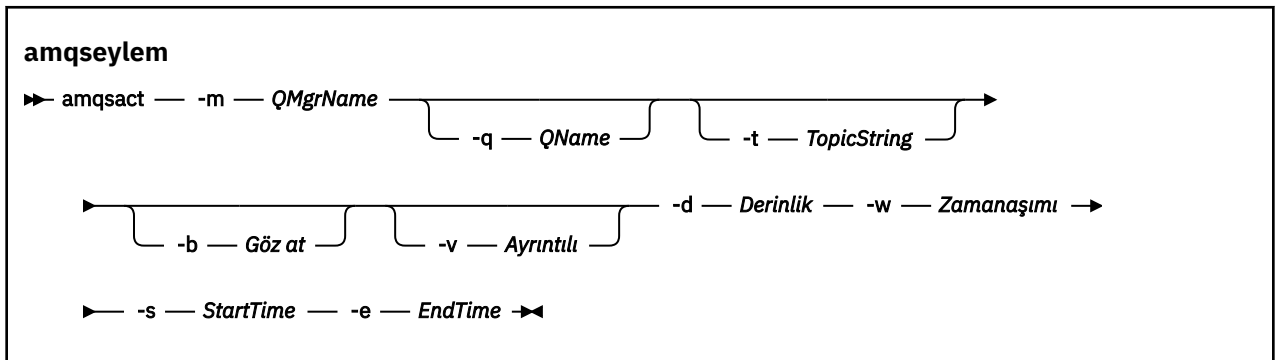 amqseylem
amqsact -m QMgrName
-q QName -t TopicString
-d Derinlik -w Zamanaşımı
-b Göz at -v Ayrıntılı
-s StartTime -e EndTime